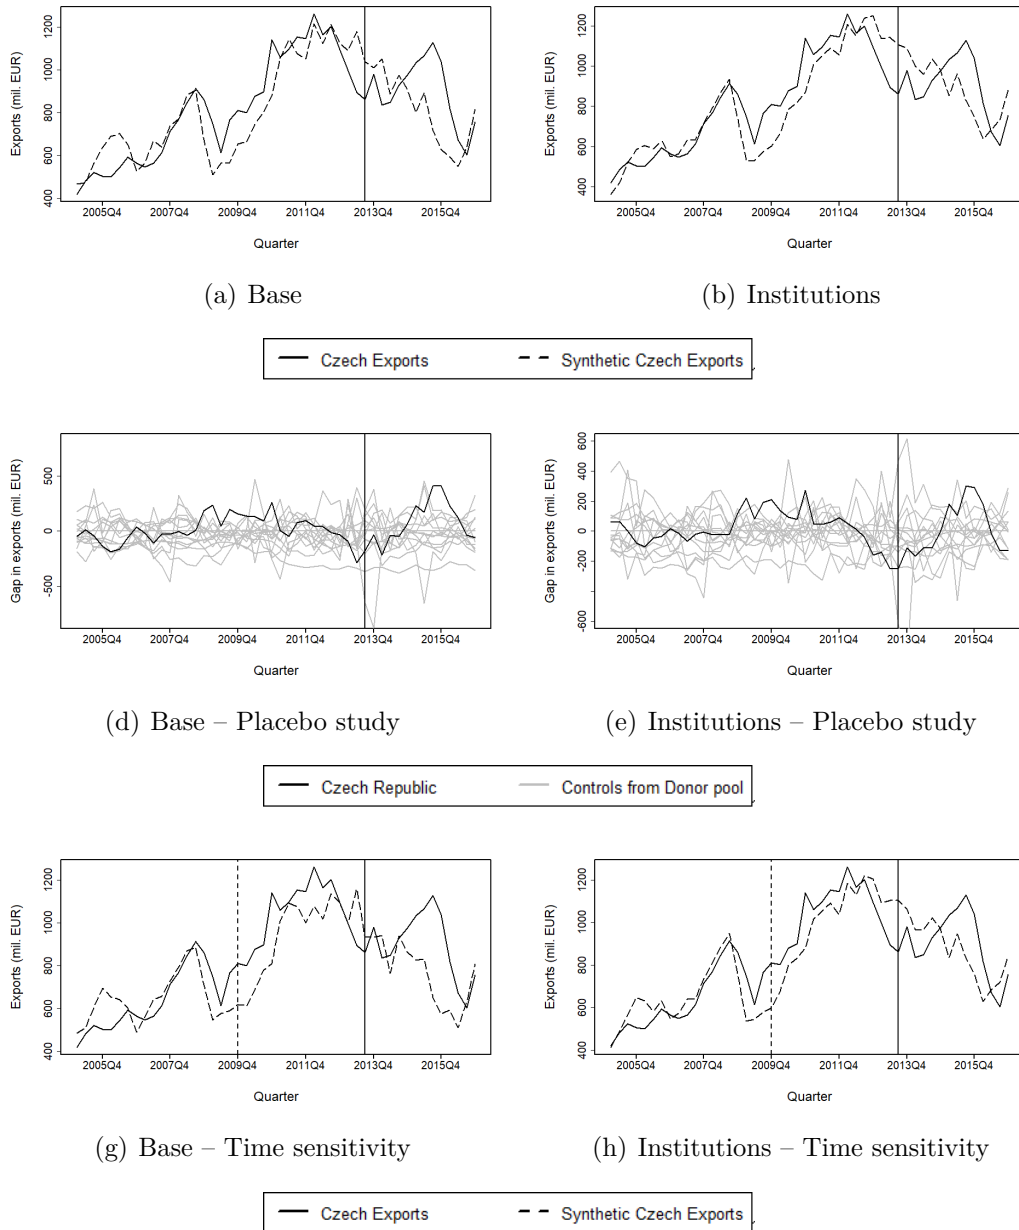 Exports (mil. EUR)
400 600 800 1000 1200
2005Q4 2007Q4 2009Q4 2011Q4 2013Q4 2015Q4
Quarter
(a) Base
Exports (mil. EUR)
400 600 800 1000 1200
2005Q4 2007Q4 2009Q4 2011Q4 2013Q4 2015Q4
Quarter
(b) Institutions
Czech Exports Synthetic Czech Exports
Gap in exports (mil. EUR)
-500 0 500
2005Q4 2007Q4 2009Q4 2011Q4 2013Q4 2015Q4
Quarter
(d) Base – Placebo study
Gap in exports (mil. EUR)
-600 -200 0 200 400 600
2005Q4 2007Q4 2009Q4 2011Q4 2013Q4 2015Q4
Quarter
(e) Institutions – Placebo study
Czech Republic Controls from Donor pool
Exports (mil. EUR)
400 600 800 1000 1200
2005Q4 2007Q4 2009Q4 2011Q4 2013Q4 2015Q4
Quarter
(g) Base – Time sensitivity
Exports (mil. EUR)
400 600 800 1000 1200
2005Q4 2007Q4 2009Q4 2011Q4 2013Q4 2015Q4
Quarter
(h) Institutions – Time sensitivity
Czech Exports Synthetic Czech Exports